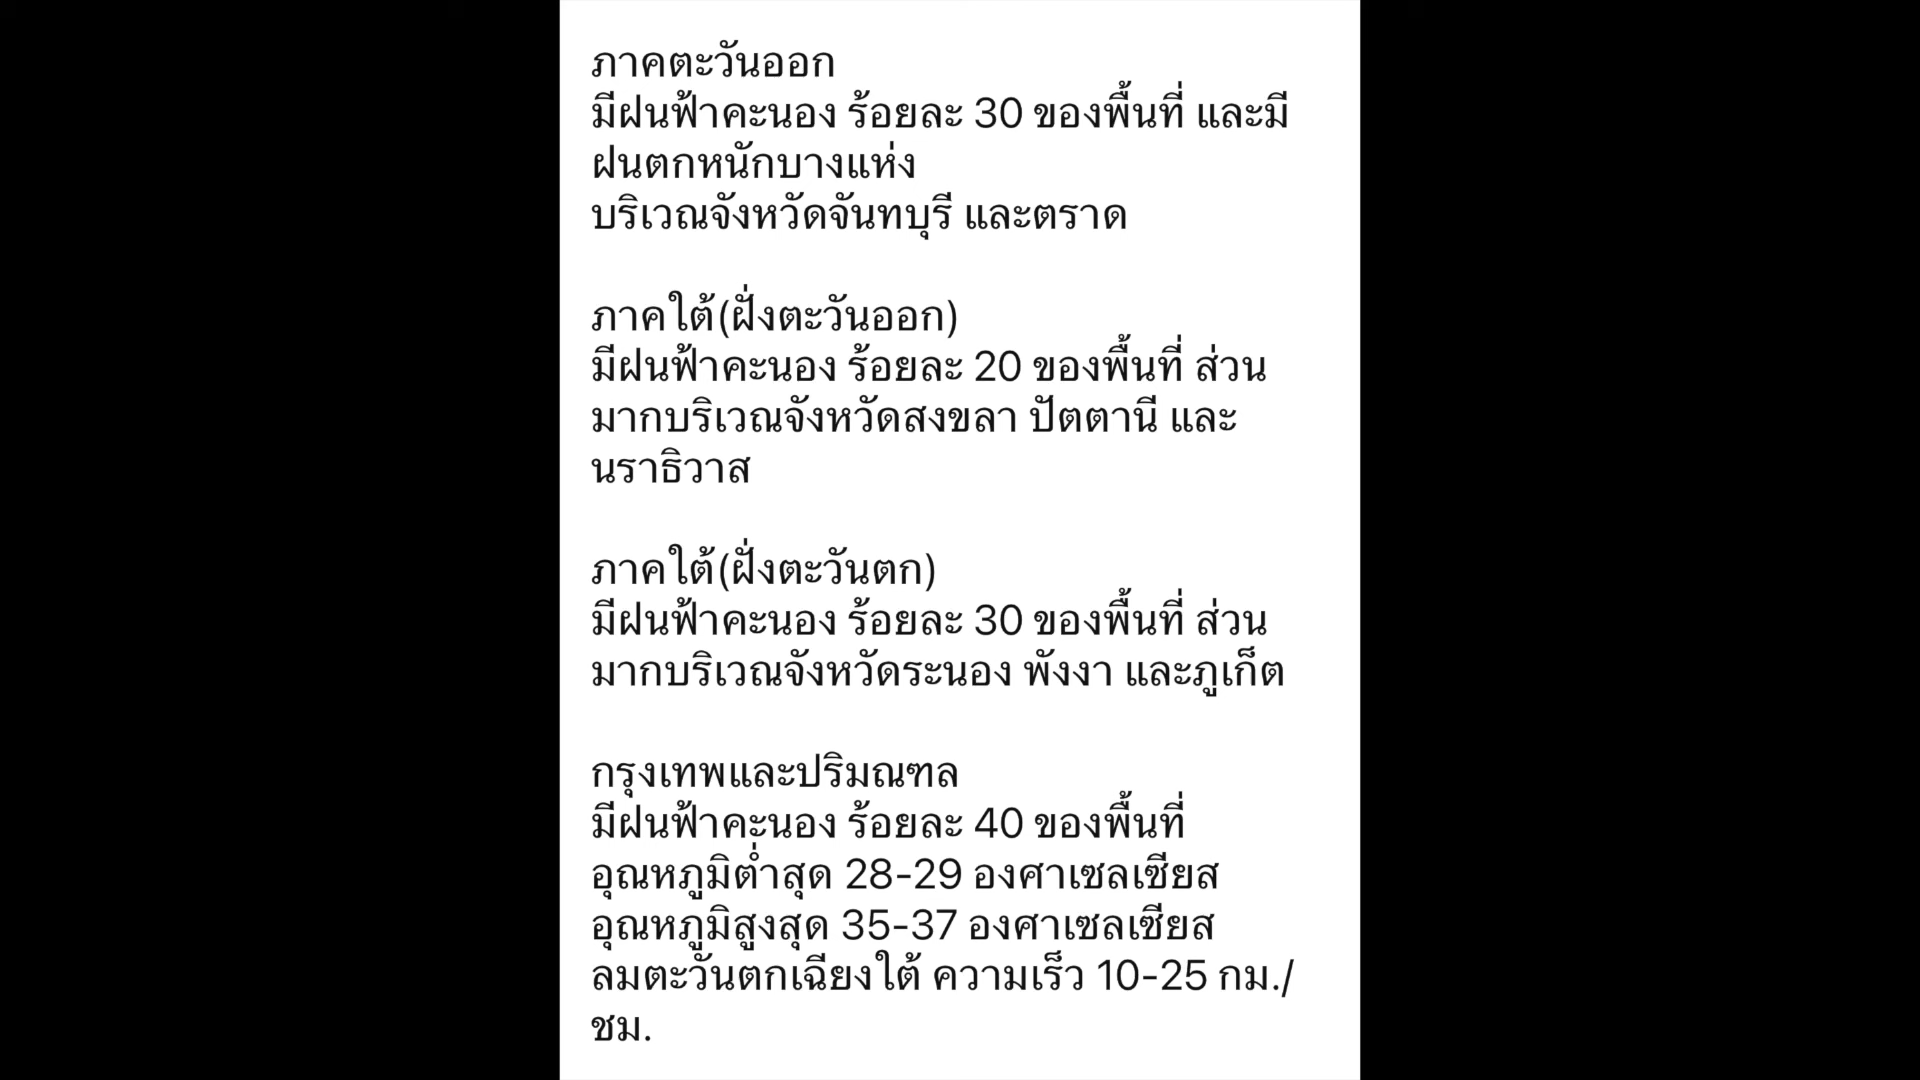 ภาคตะวันออก
มีฝนฟ้าคะนอง ร้อยละ 30 ของพื้นที่ และมี
ฝนตกหนักบางแห่ง
บริเวณจังหวัดจันทบุรี และตราด
ภาคใต้(ฝั่งตะวันออก)
มีฝนฟ้าคะนอง ร้อยละ 20 ของพื้นที่ ส่วน
มากบริเวณจังหวัดสงขลา ปัตตานี และ
นราธิวาส
ภาคใต้(ฝั่งตะวันตก)
มีฝนฟ้าคะนอง ร้อยละ 30 ของพื้นที่ ส่วน
มากบริเวณจังหวัดระนอง พังงา และภูเก็ต
กรุงเทพและปริมณฑล
มีฝนฟ้าคะนอง ร้อยละ 40 ของพื้นที่
อุณหภูมิต่ำสุด 28-29 องศาเซลเซียส
อุณหภูมิสูงสุด 35-37 องศาเซลเซียส
ลมตะวันตกเฉียงใต้ ความเร็ว 10-25 กม./
ชม.